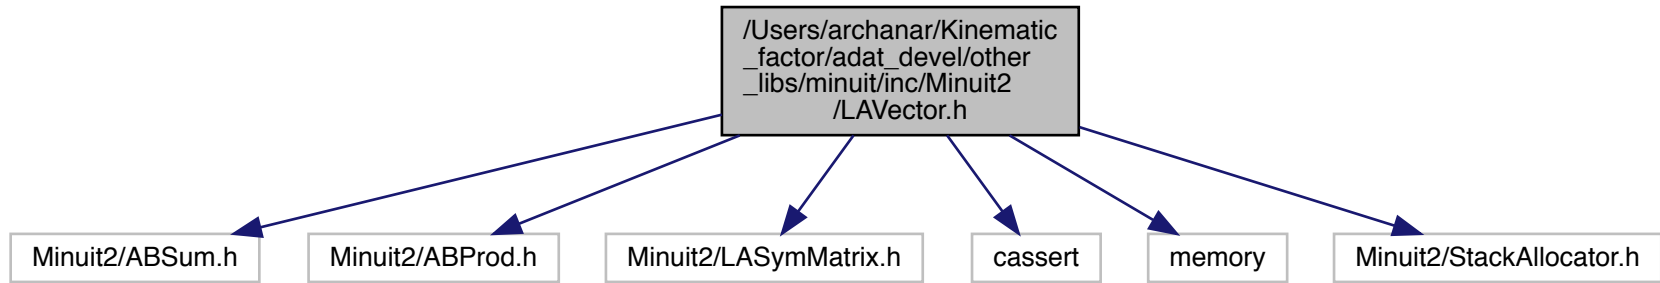 /Users/archanar/Kinematic
_factor/adat_devel/other
_libs/minuit/inc/Minuit2
/LAVector.h
Minuit2/ABSum.h
Minuit2/ABProd.h
Minuit2/LASymMatrix.h
cassert
memory
Minuit2/StackAllocator.h